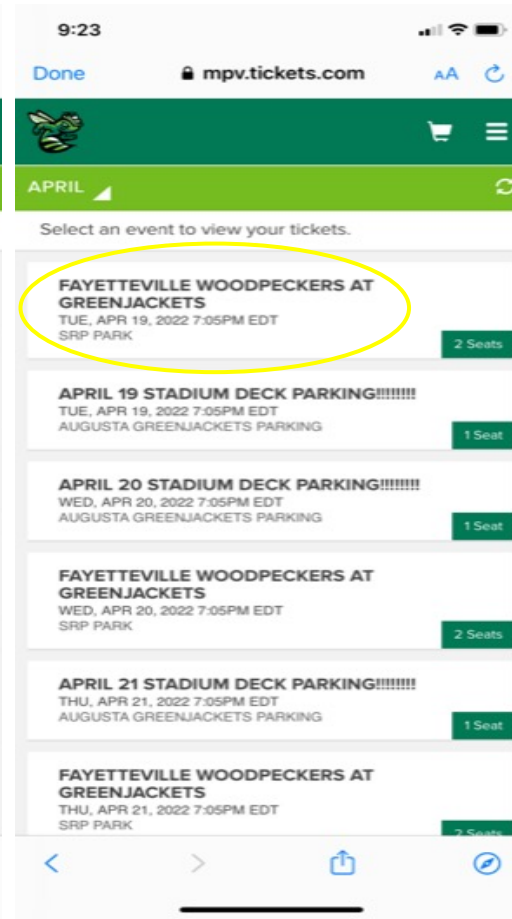 9:23
Done mpv.tickets.com AA
APRIL
Select an event to view your tickets.
FAYETTEVILLE WOODPECKERS AT
GREENJACKETS
TUE, APR 19, 2022 7:05PM EDT
SRP PARK
2 Seats
APRIL 19 STADIUM DECK PARKING!!!!!!!!
TUE, APR 19, 2022 7:05PM EDT
AUGUSTA GREENJACKETS PARKING
1 Seat
APRIL 20 STADIUM DECK PARKING!!!!!!!!
WED, APR 20, 2022 7:05PM EDT
AUGUSTA GREENJACKETS PARKING
1 Seat
FAYETTEVILLE WOODPECKERS AT
GREENJACKETS
WED, APR 20, 2022 7:05PM EDT
SRP PARK
2 Seats
APRIL 21 STADIUM DECK PARKING!!!!!!!!
THU, APR 21, 2022 7:05PM EDT
AUGUSTA GREENJACKETS PARKING
1 Seat
FAYETTEVILLE WOODPECKERS AT
GREENJACKETS
THU, APR 21, 2022 7:05PM EDT
SRP PARK
2 Seats